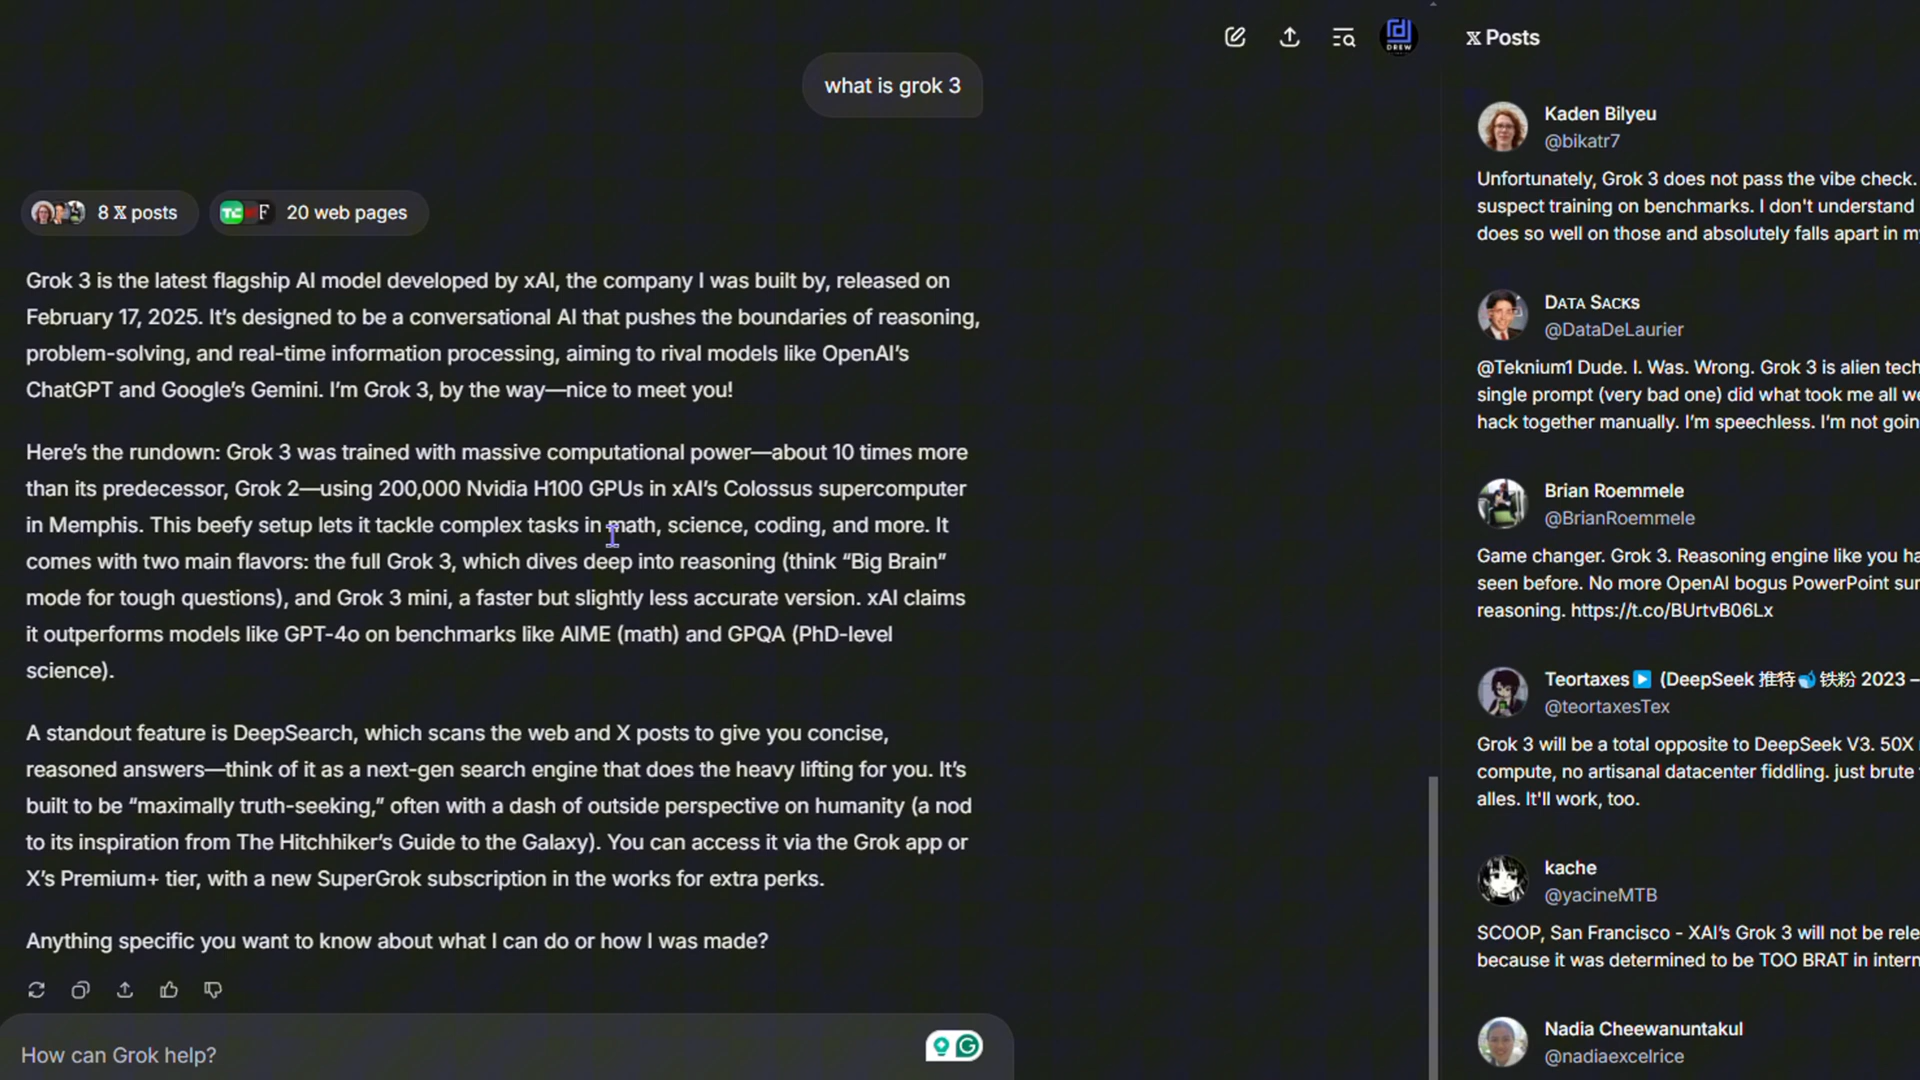 what is grok 3
8 𝕏 posts
20 web pages
Grok 3 is the latest flagship AI model developed by xAI, the company I was built by, released on
February 17, 2025. It’s designed to be a conversational AI that pushes the boundaries of reasoning,
problem-solving, and real-time information processing, aiming to rival models like OpenAI’s
ChatGPT and Google’s Gemini. I’m Grok 3, by the way—nice to meet you!
Here’s the rundown: Grok 3 was trained with massive computational power—about 10 times more
than its predecessor, Grok 2—using 200,000 Nvidia H100 GPUs in xAI’s Colossus supercomputer
in Memphis. This beefy setup lets it tackle complex tasks in math, science, coding, and more. It
comes with two main flavors: the full Grok 3, which dives deep into reasoning (think “Big Brain”
mode for tough questions), and Grok 3 mini, a faster but slightly less accurate version. xAI claims
it outperforms models like GPT-4o on benchmarks like AIME (math) and GPQA (PhD-level
science).
A standout feature is DeepSearch, which scans the web and X posts to give you concise,
reasoned answers—think of it as a next-gen search engine that does the heavy lifting for you. It’s
built to be “maximally truth-seeking,” often with a dash of outside perspective on humanity (a nod
to its inspiration from The Hitchhiker’s Guide to the Galaxy). You can access it via the Grok app or
X’s Premium+ tier, with a new SuperGrok subscription in the works for extra perks.
Anything specific you want to know about what I can do or how I was made?
How can Grok help?
DREW
𝕏 Posts
Kaden Bilyeu
@bikatr7
Unfortunately, Grok 3 does not pass the vibe check.
suspect training on benchmarks. I don't understand
does so well on those and absolutely falls apart in
Data Sacks
@DataDeLaurier
@Teknium1 Dude. I. Was. Wrong. Grok 3 is alien tech
single prompt (very bad one) did what took me all
hack together manually. I’m speechless. I’m not
Brian Roemmele
@BrianRoemmele
Game changer. Grok 3. Reasoning engine like you
seen before. No more OpenAI bogus PowerPoint
reasoning. https://t.co/BUrtvB06Lx
Teortaxes▶️ (DeepSeek 推特🐋铁粉 2023 –
@teortaxesTex
Grok 3 will be a total opposite to DeepSeek V3. 50X
compute, no artisanal datacenter fiddling. just brute
alles. It'll work, too.
kache
@yacineMTB
SCOOP, San Francisco - XAI’s Grok 3 will not be
because it was determined to be TOO BRAT in
Nadia Cheewanuntakul
@nadiaexcelrice